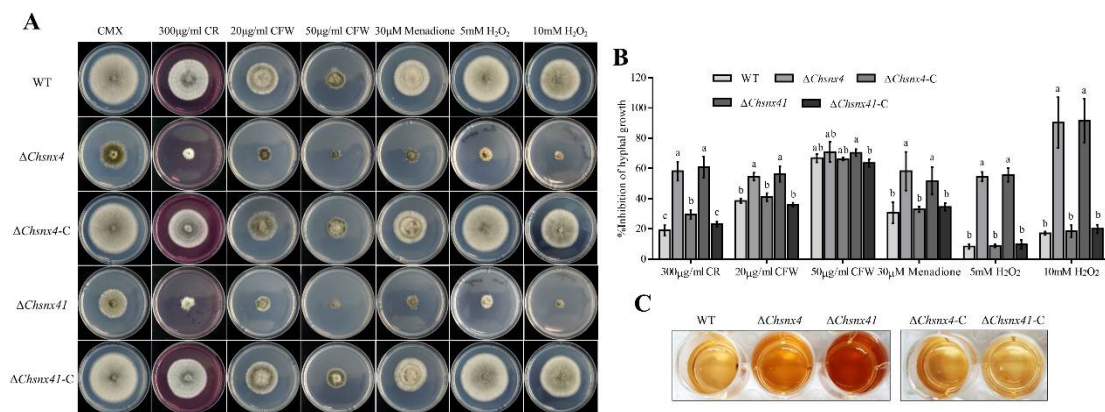 A
CMX 300μg/ml CR 20μg/ml CFW 50μg/ml CFW 30μM Menadione 5mM H₂O₂ 10mM H₂O₂
WT
ΔChsnx4
ΔChsnx4-C
ΔChsnx41
ΔChsnx41-C
B
WT ΔChsnx4 ΔChsnx4-C
ΔChsnx41 ΔChsnx41-C
%Inhibition of hyphal growth
120
100
80
60
40
20
0
c a b a c
b a b a b
ab ab ab a b
b a b a b
b a b a b
b a b a b
300μg/ml CR 20μg/ml CFW 50μg/ml CFW 30μM Menadione 5mM H₂O₂ 10mM H₂O₂
C
WT ΔChsnx4 ΔChsnx41 ΔChsnx4-C ΔChsnx41-C